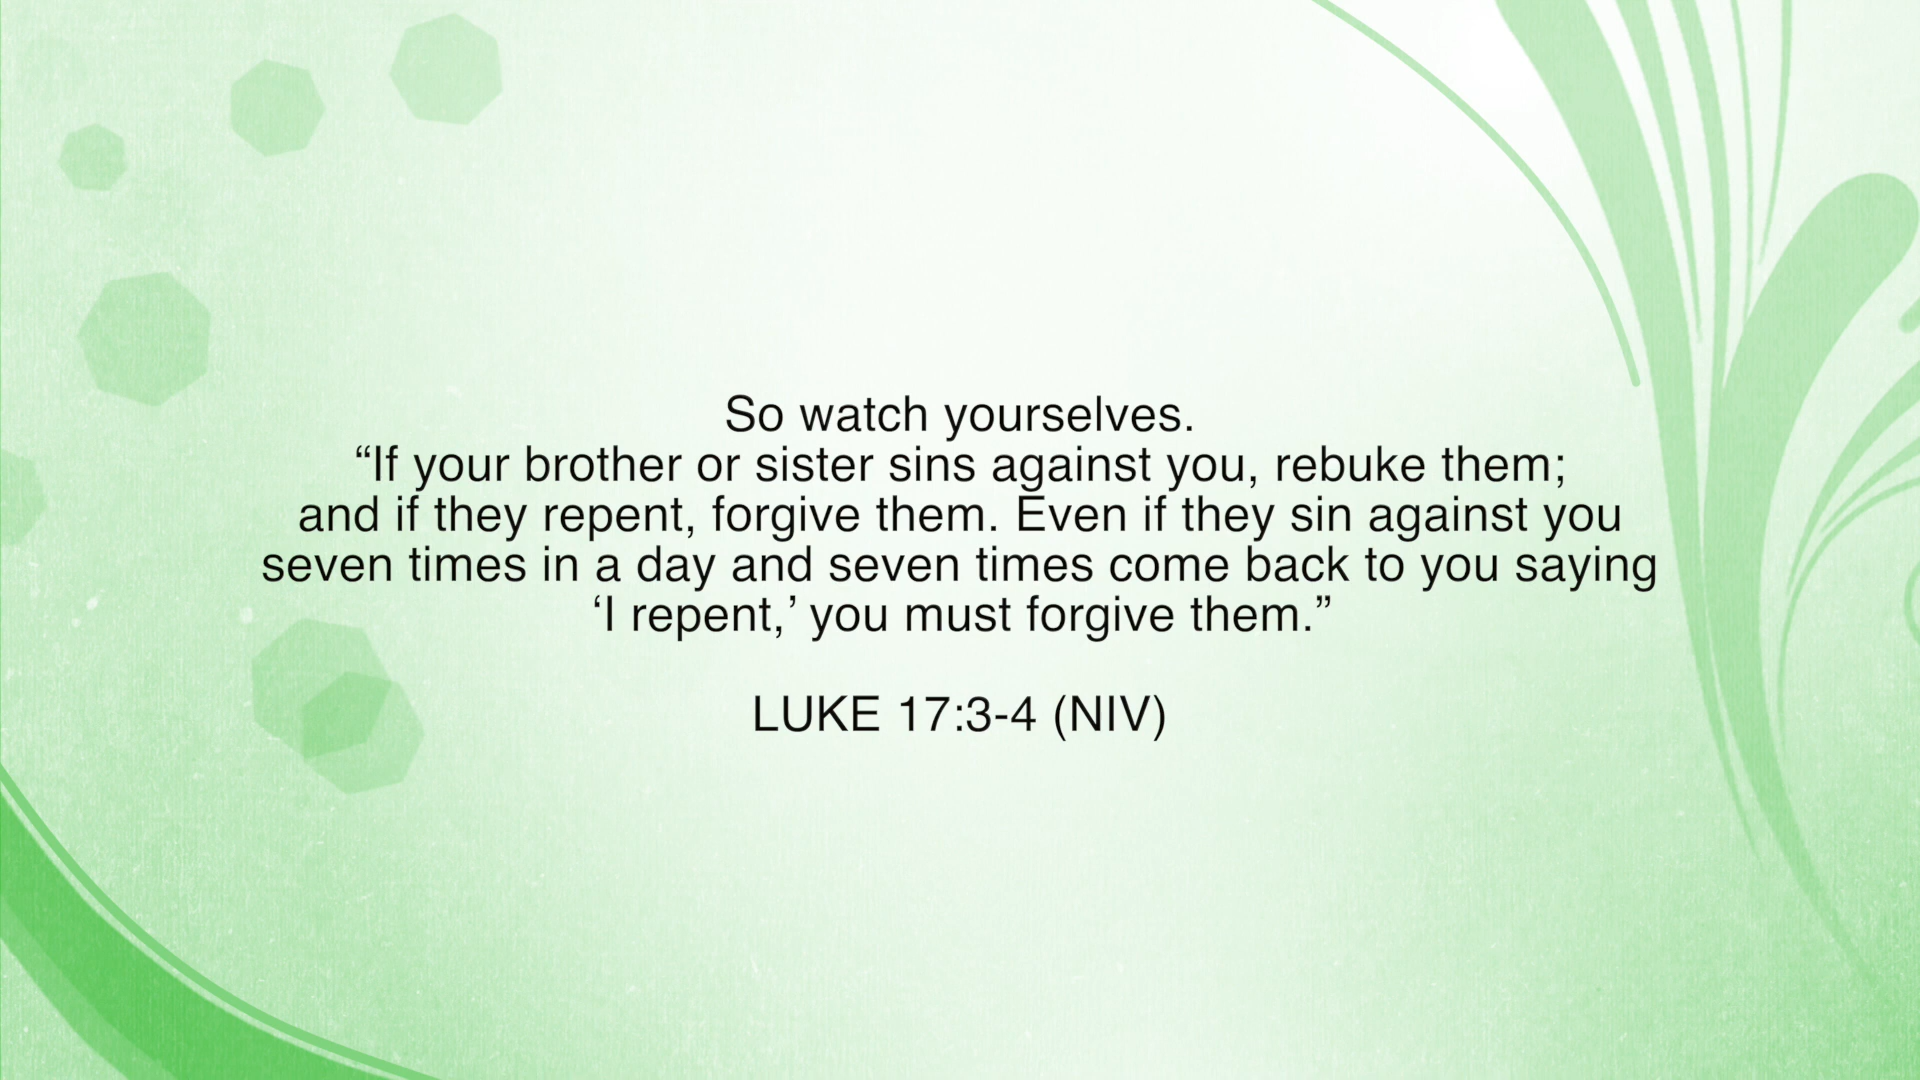 So watch yourselves.
“If your brother or sister sins against you, rebuke them;
and if they repent, forgive them. Even if they sin against you
seven times in a day and seven times come back to you saying
‘I repent,’ you must forgive them.”
LUKE 17:3-4 (NIV)